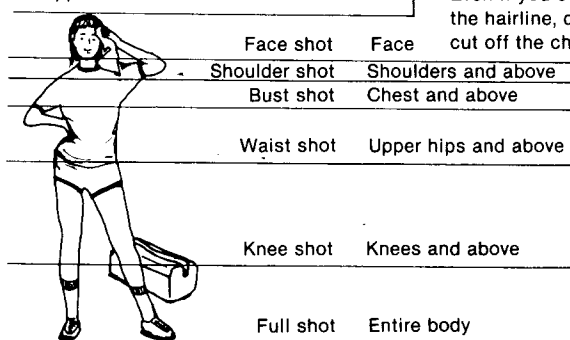 the hairline,
Face shot Face cut off the
Shoulder shot Shoulders and above
Bust shot Chest and above
Waist shot Upper hips and above
Knee shot Knees and above
Full shot Entire body